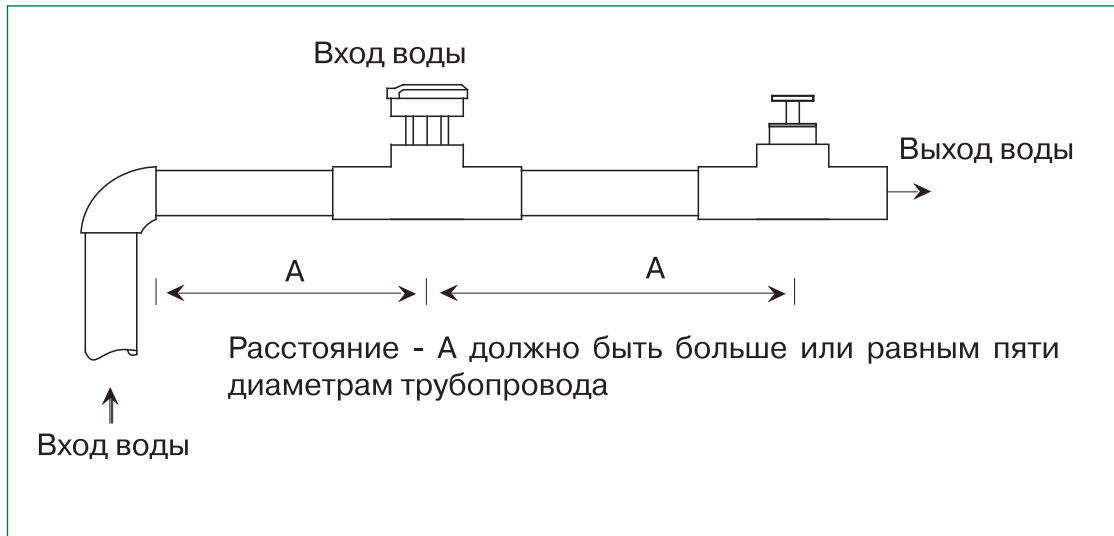 Вход воды
Выход воды
А
А
Расстояние - А должно быть больше или равным пяти
диаметрам трубопровода
Вход воды